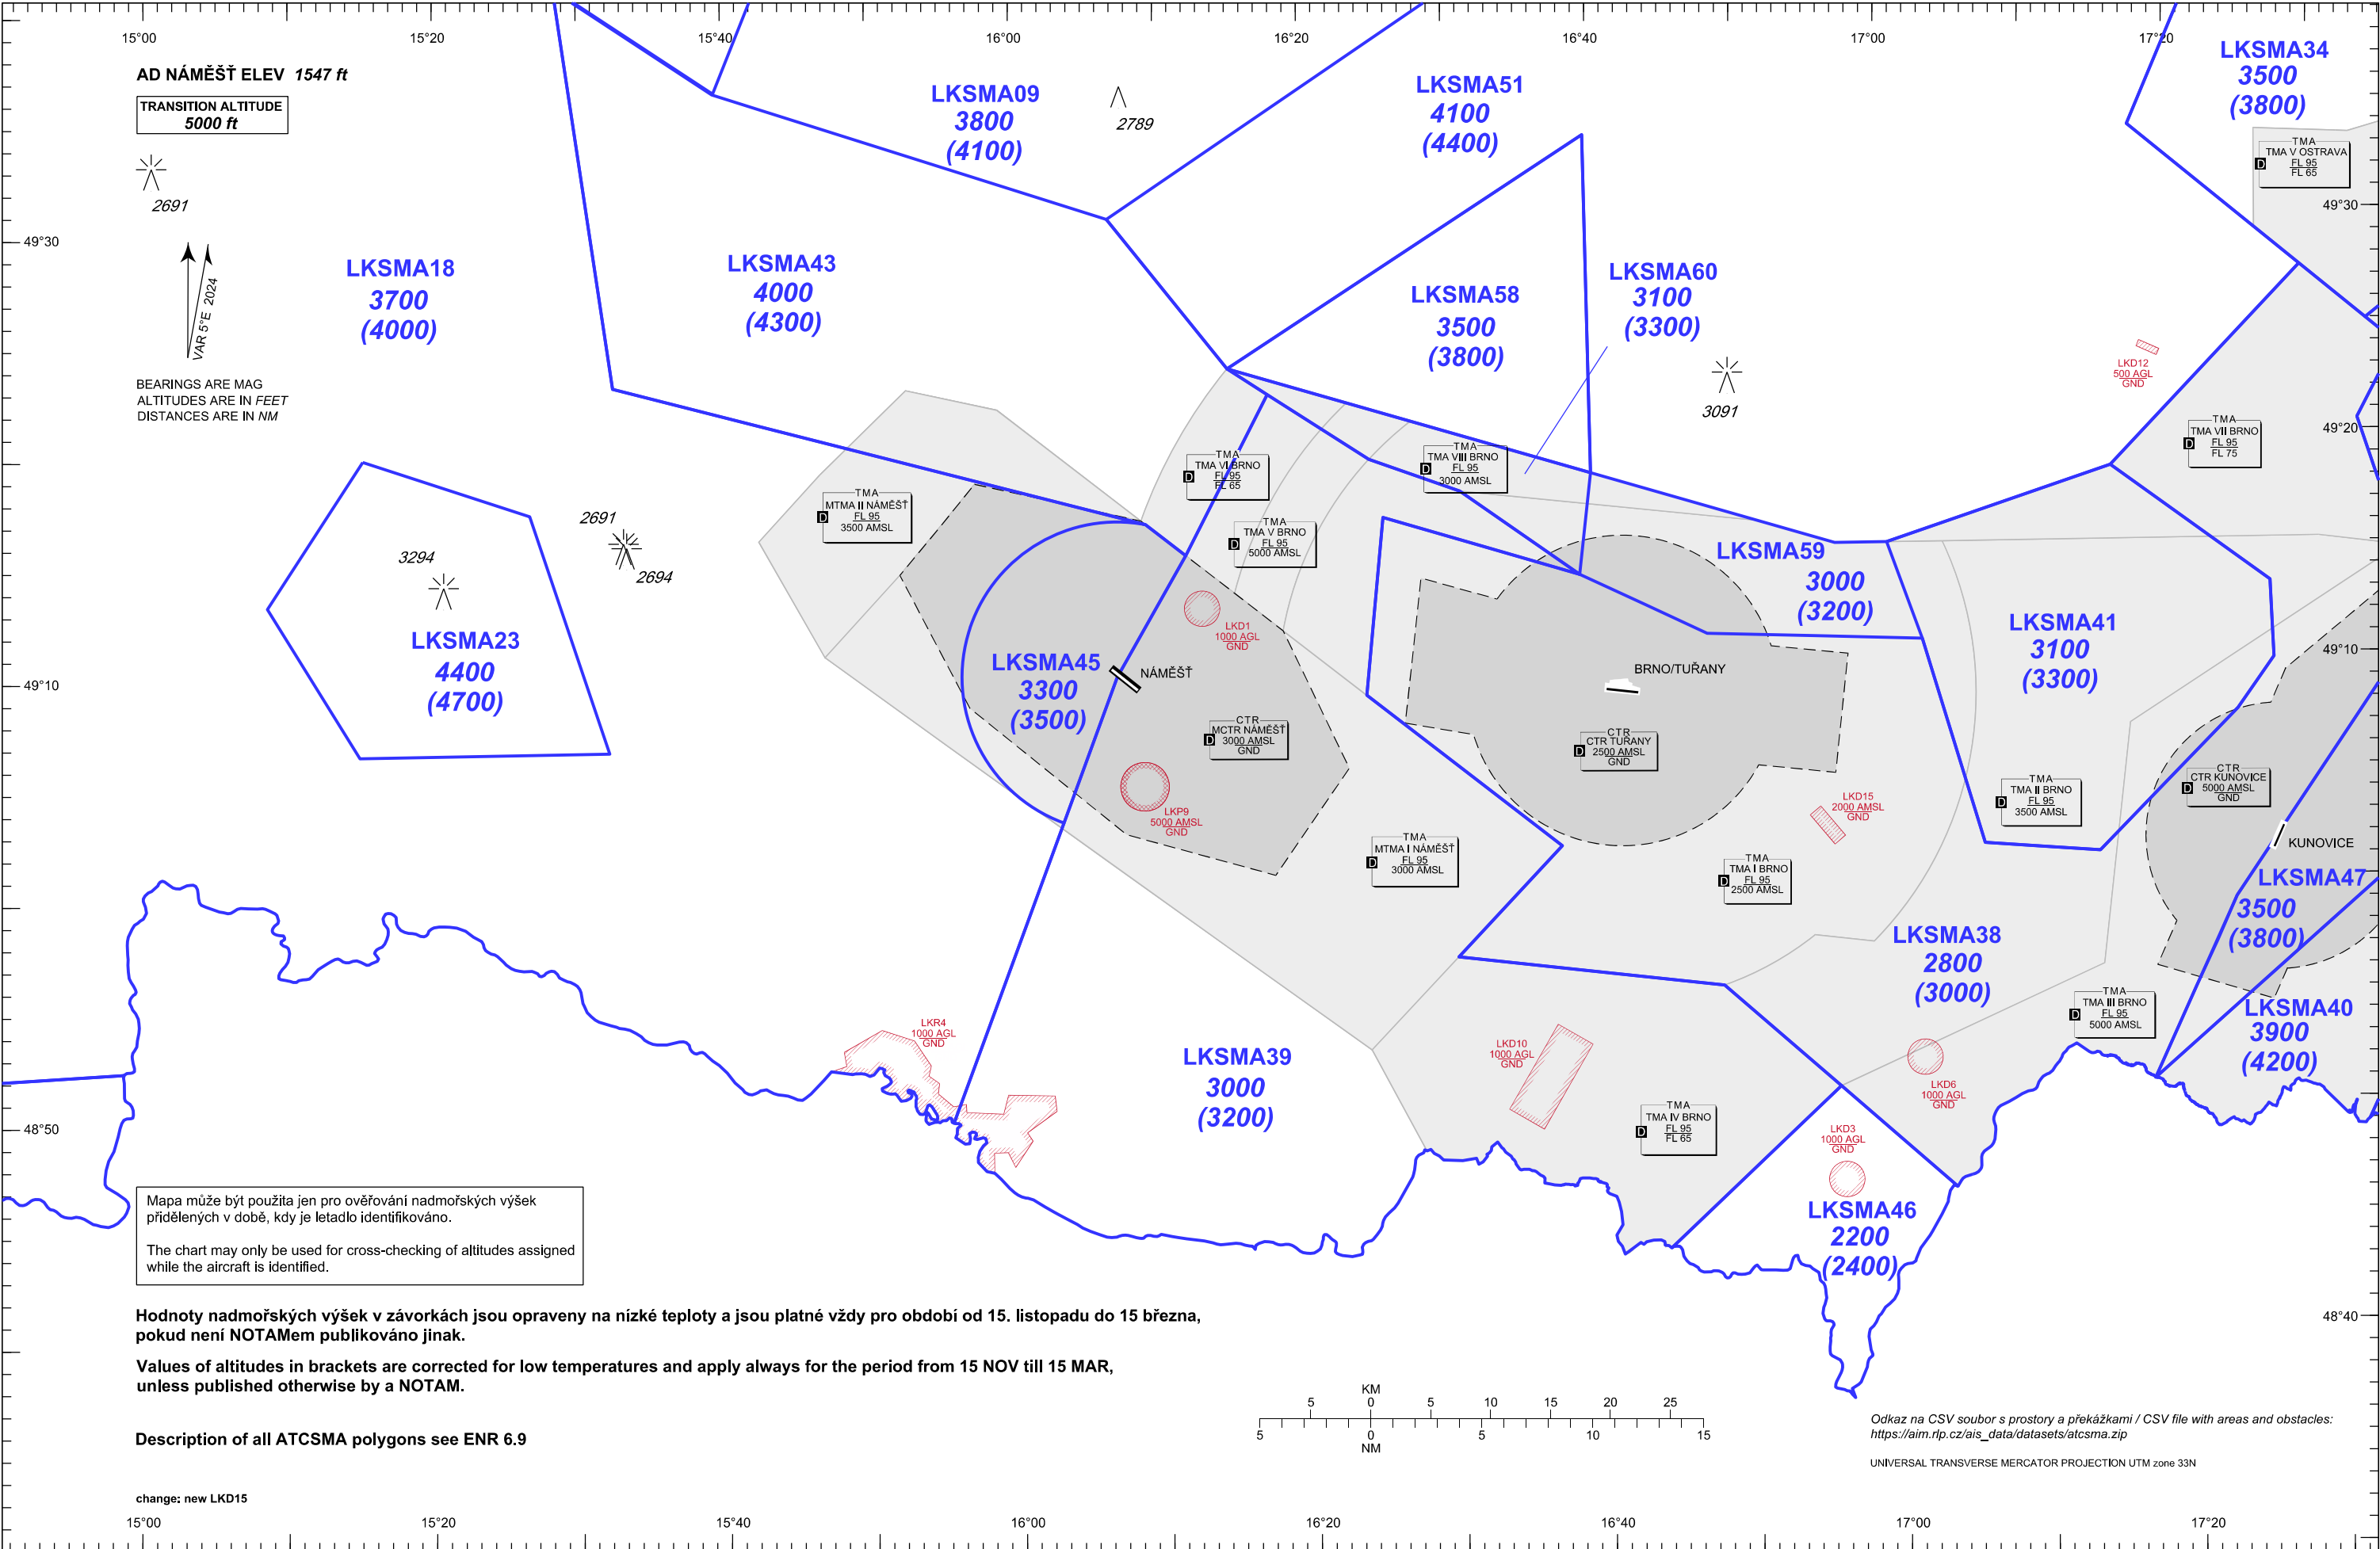 15°00
15°20
15°40
16°00
16°20
16°40
17°00
17°20
AD NÁMĚŠŤ ELEV 1547 ft
TRANSITION ALTITUDE
5000 ft
2691
VAR 5°E 2024
BEARINGS ARE MAG
ALTITUDES ARE IN FEET
DISTANCES ARE IN NM
49°30
49°10
48°50
49°30
49°20
49°10
48°40
LKSMA09
3800
(4100)
2789
LKSMA51
4100
(4400)
LKSMA34
3500
(3800)
TMA
TMA V OSTRAVA
D
FL 95
FL 65
LKSMA18
3700
(4000)
LKSMA43
4000
(4300)
LKSMA58
3500
(3800)
LKSMA60
3100
(3300)
3091
LKD12
500 AGL
GND
TMA
TMA VII BRNO
D
FL 95
FL 75
TMA
TMA VI BRNO
D
FL 95
FL 65
TMA
TMA VIII BRNO
D
FL 95
3000 AMSL
TMA
MTMA II NÁMĚŠŤ
D
FL 95
3500 AMSL
TMA
TMA V BRNO
D
FL 95
5000 AMSL
2691
2694
3294
LKSMA23
4400
(4700)
LKSMA59
3000
(3200)
LKSMA41
3100
(3300)
LKD1
1000 AGL
GND
LKSMA45
3300
(3500)
NÁMĚŠŤ
BRNO/TUŘANY
CTR
MCTR NÁMĚŠŤ
D
3000 AMSL
GND
CTR
CTR TUŘANY
D
2500 AMSL
GND
LKP9
5000 AMSL
GND
LKD15
2000 AMSL
GND
TMA
TMA II BRNO
D
FL 95
3500 AMSL
CTR
CTR KUNOVICE
D
5000 AMSL
GND
KUNOVICE
TMA
MTMA I NÁMĚŠŤ
D
FL 95
3000 AMSL
TMA
TMA I BRNO
D
FL 95
2500 AMSL
LKSMA47
3500
(3800)
LKSMA38
2800
(3000)
TMA
TMA III BRNO
D
FL 95
5000 AMSL
LKSMA40
3900
(4200)
LKR4
1000 AGL
GND
LKSMA39
3000
(3200)
LKD10
1000 AGL
GND
LKD6
1000 AGL
GND
TMA
TMA IV BRNO
D
FL 95
FL 65
LKD3
1000 AGL
GND
LKSMA46
2200
(2400)
Mapa může být použita jen pro ověřování nadmořských výšek
přidělených v době, kdy je letadlo identifikováno.
The chart may only be used for cross-checking of altitudes assigned
while the aircraft is identified.
Hodnoty nadmořských výšek v závorkách jsou opraveny na nízké teploty a jsou platné vždy pro období od 15. listopadu do 15 března,
pokud není NOTAMem publikováno jinak.
Values of altitudes in brackets are corrected for low temperatures and apply always for the period from 15 NOV till 15 MAR,
unless published otherwise by a NOTAM.
Description of all ATCSMA polygons see ENR 6.9
KM
5 0 5 10 15 20 25
5 0 5 10 15
NM
Odkaz na CSV soubor s prostory a překážkami / CSV file with areas and obstacles:
https://aim.rlp.cz/ais_data/datasets/atcsma.zip
UNIVERSAL TRANSVERSE MERCATOR PROJECTION UTM zone 33N
change: new LKD15
15°00
15°20
15°40
16°00
16°20
16°40
17°00
17°20